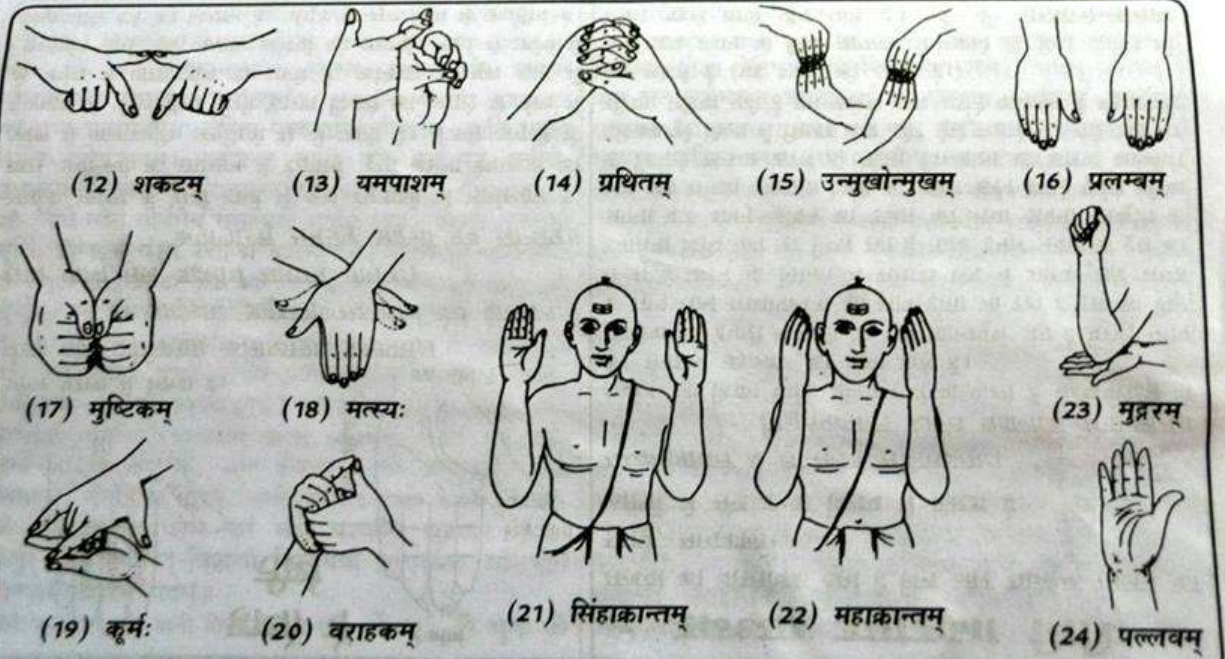 (12) शकटम् (13) यमपाशम् (14) ग्रथितम् (15) उन्मुखोन्मुखम् (16) प्रलम्बम्
(17) मुष्टिकम् (18) मत्स्यः (23) मुद्गरम्
(19) कूर्मः (20) वराहकम् (21) सिंहाक्रान्तम् (22) महाक्रान्तम् (24) पल्लवम्